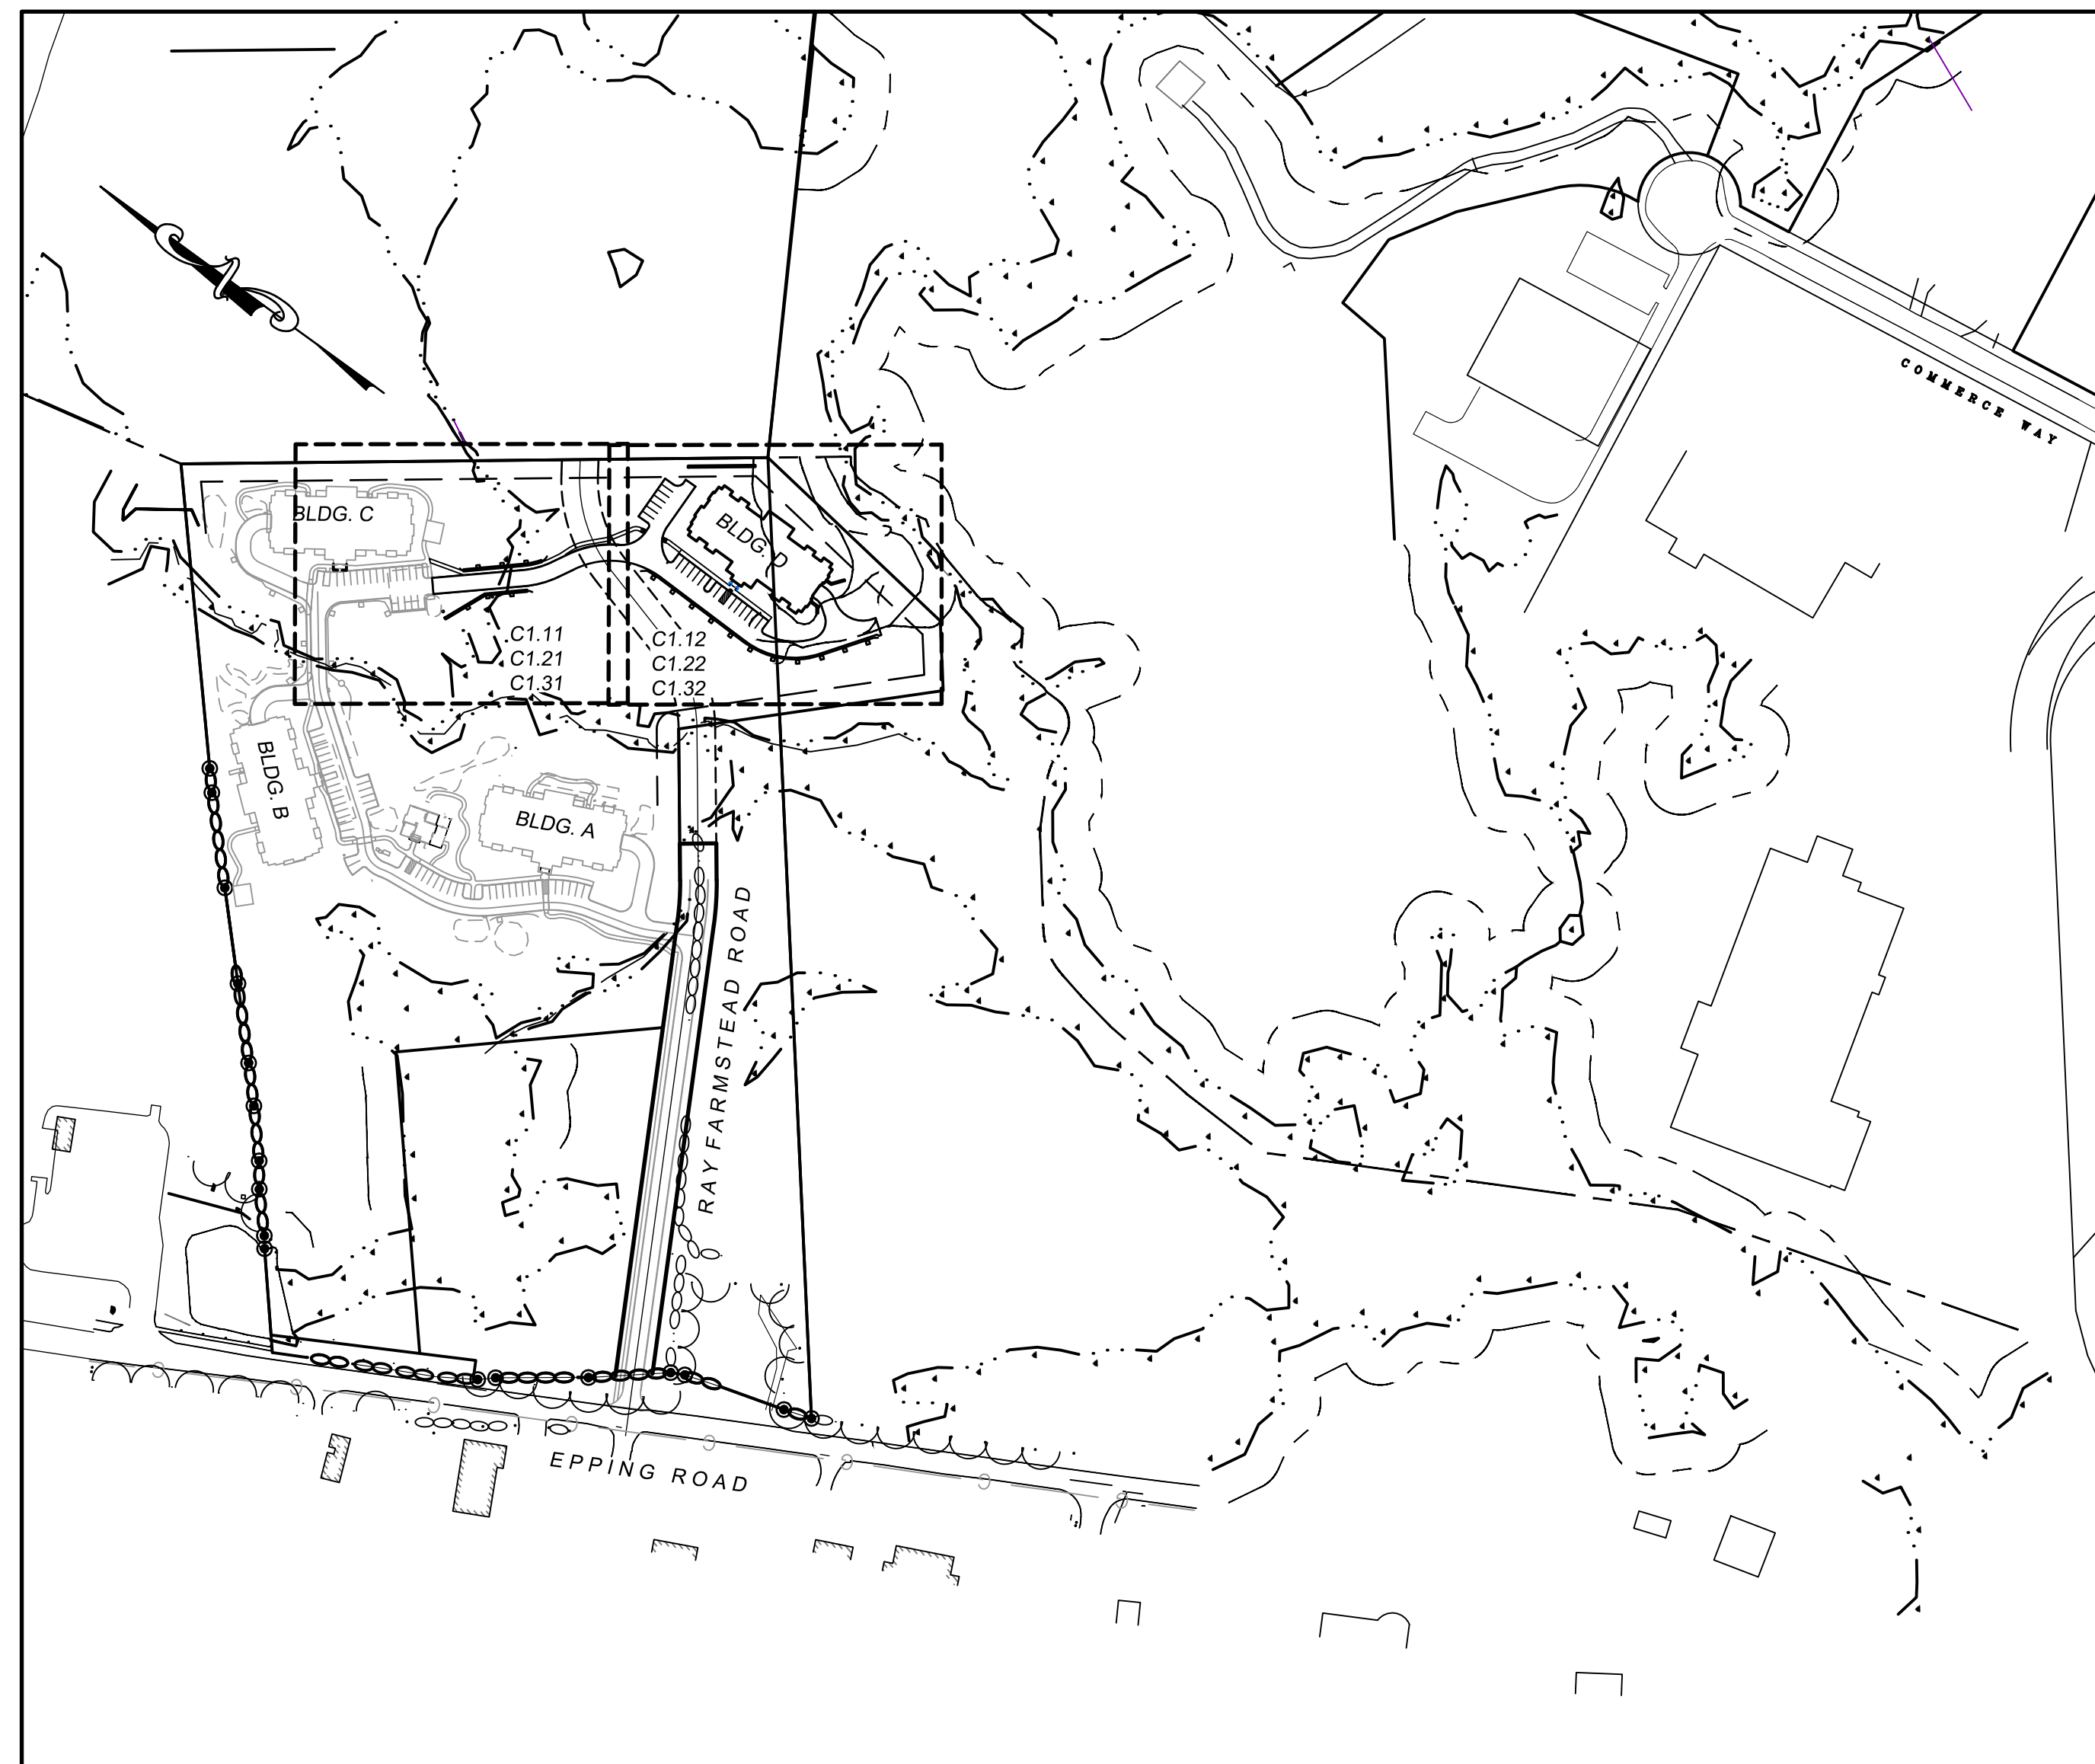 COMMERCE WAY
BLDG. C
BLDG. D
C1.11
C1.21
C1.31
C1.12
C1.22
C1.32
BLDG. B
BLDG. A
RAY FARMSTEAD ROAD
EPPING ROAD